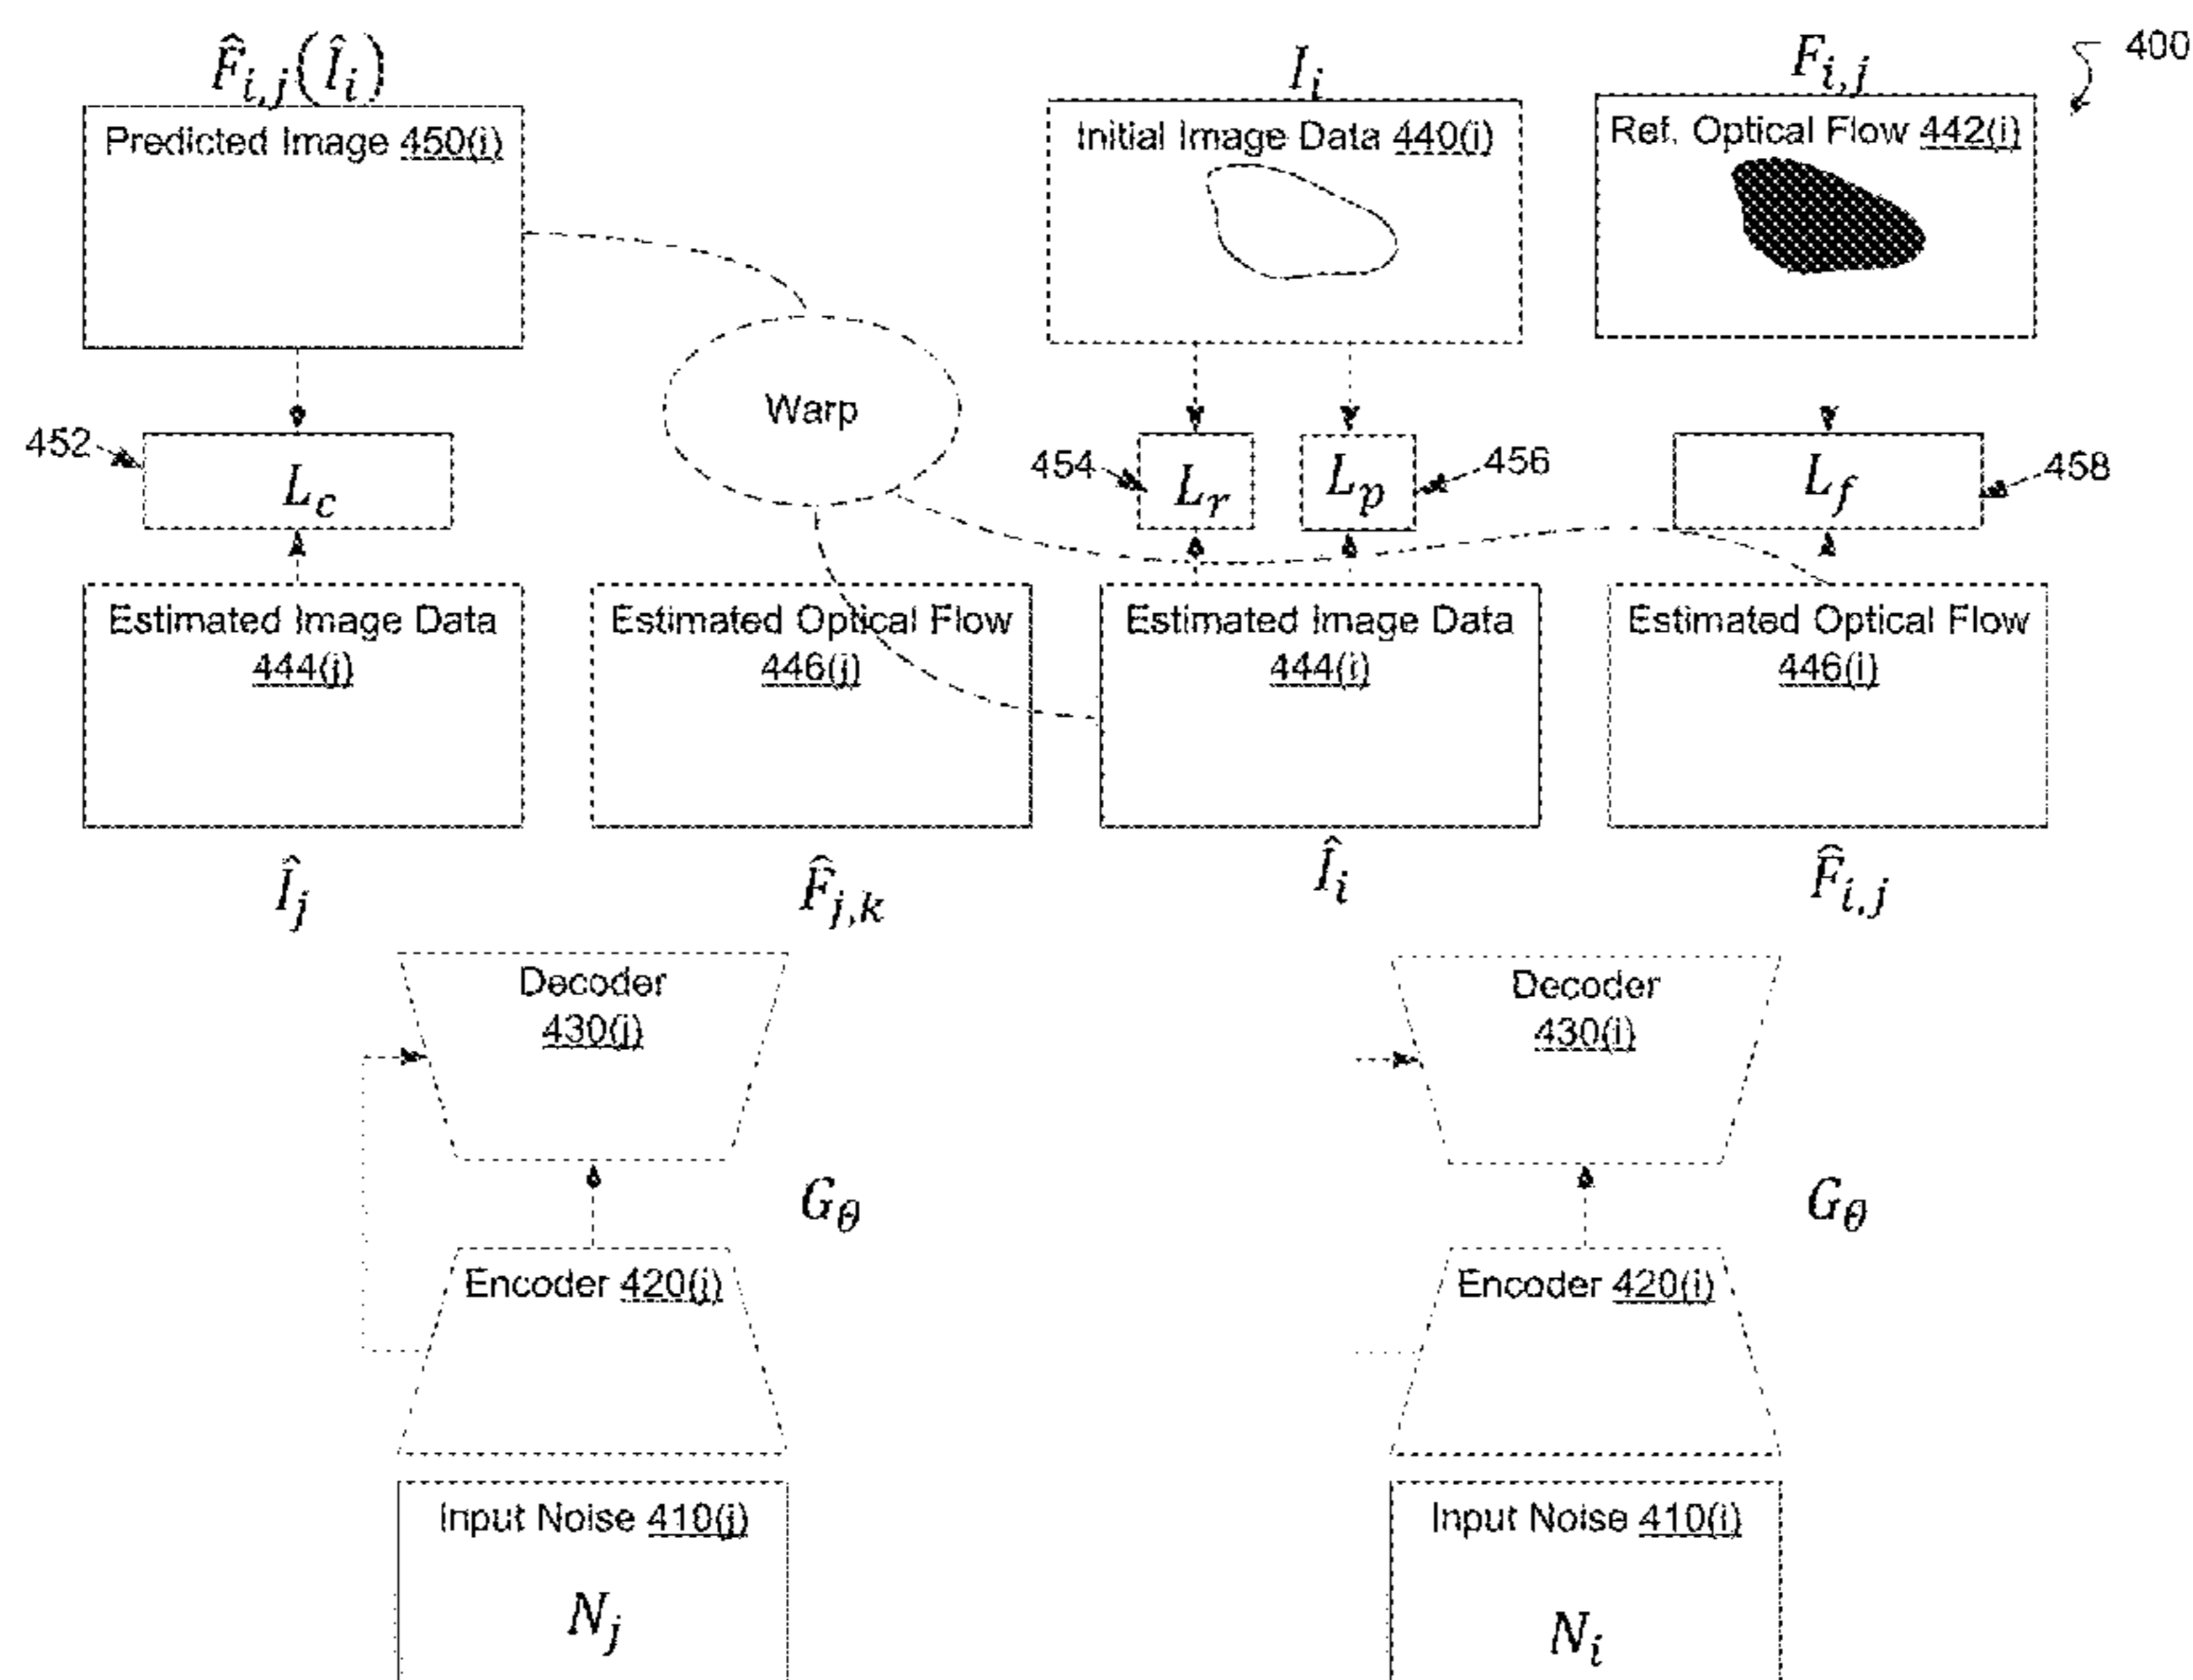 F̂i,j(Îi)
Ii
Fi,j
400
Predicted Image 450(i)
Initial Image Data 440(i)
Ref. Optical Flow 442(i)
Warp
452
Lc
454
Lr
Lp
456
Lf
458
Estimated Image Data
444(j)
Estimated Optical Flow
446(j)
Estimated Image Data
444(i)
Estimated Optical Flow
446(i)
Îj
F̂j,k
Îi
F̂i,j
Decoder
430(j)
Decoder
430(i)
Gθ
Gθ
Encoder 420(j)
Encoder 420(i)
Input Noise 410(j)
Input Noise 410(i)
Nj
Ni